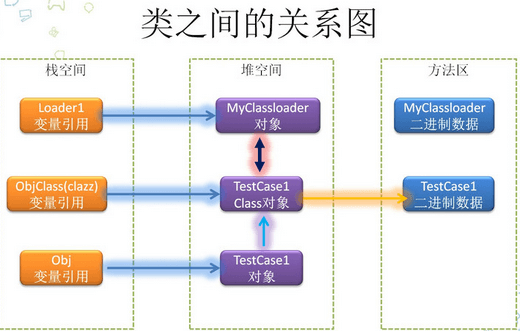 类之间的关系图
栈空间
堆空间
方法区
Loader1
变量引用
MyClassloader
对象
MyClassloader
二进制数据
ObjClass(clazz)
变量引用
TestCase1
Class对象
TestCase1
二进制数据
Obj
变量引用
TestCase1
对象